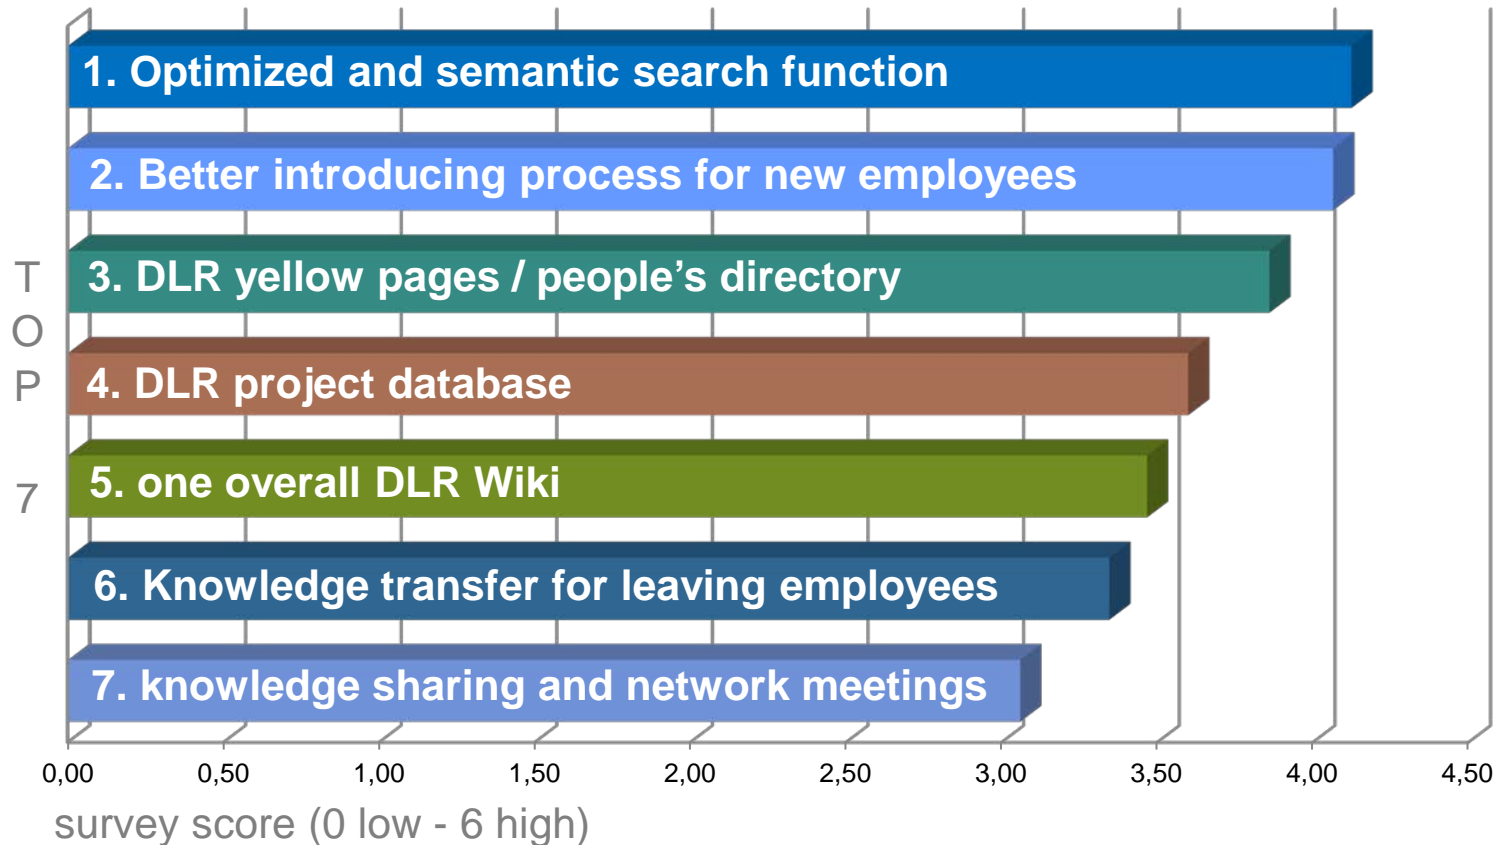 1. Optimized and semantic search function
2. Better introducing process for new employees
3. DLR yellow pages / people’s directory
4. DLR project database
5. one overall DLR Wiki
6. Knowledge transfer for leaving employees
7. knowledge sharing and network meetings
T
O
P
7
0,00 0,50 1,00 1,50 2,00 2,50 3,00 3,50 4,00 4,50
survey score (0 low - 6 high)